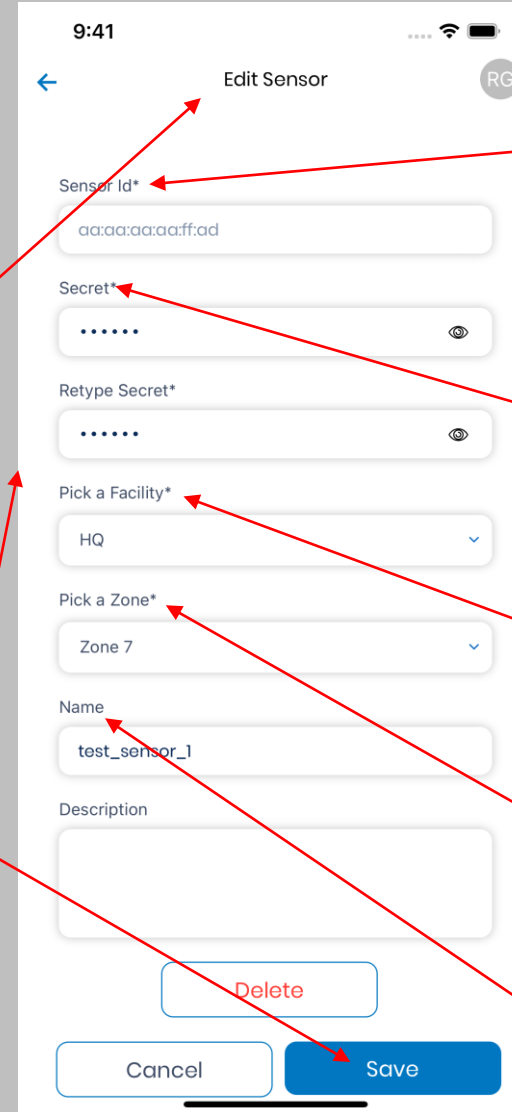 9:41
Edit Sensor
RG
Sensor Id*
aa:aa:aa:aa:ff:ad
Secret*
••••••
Retype Secret*
••••••
Pick a Facility*
HQ
Pick a Zone*
Zone 7
Name
test_sensor_1
Description
Delete
Cancel
Save